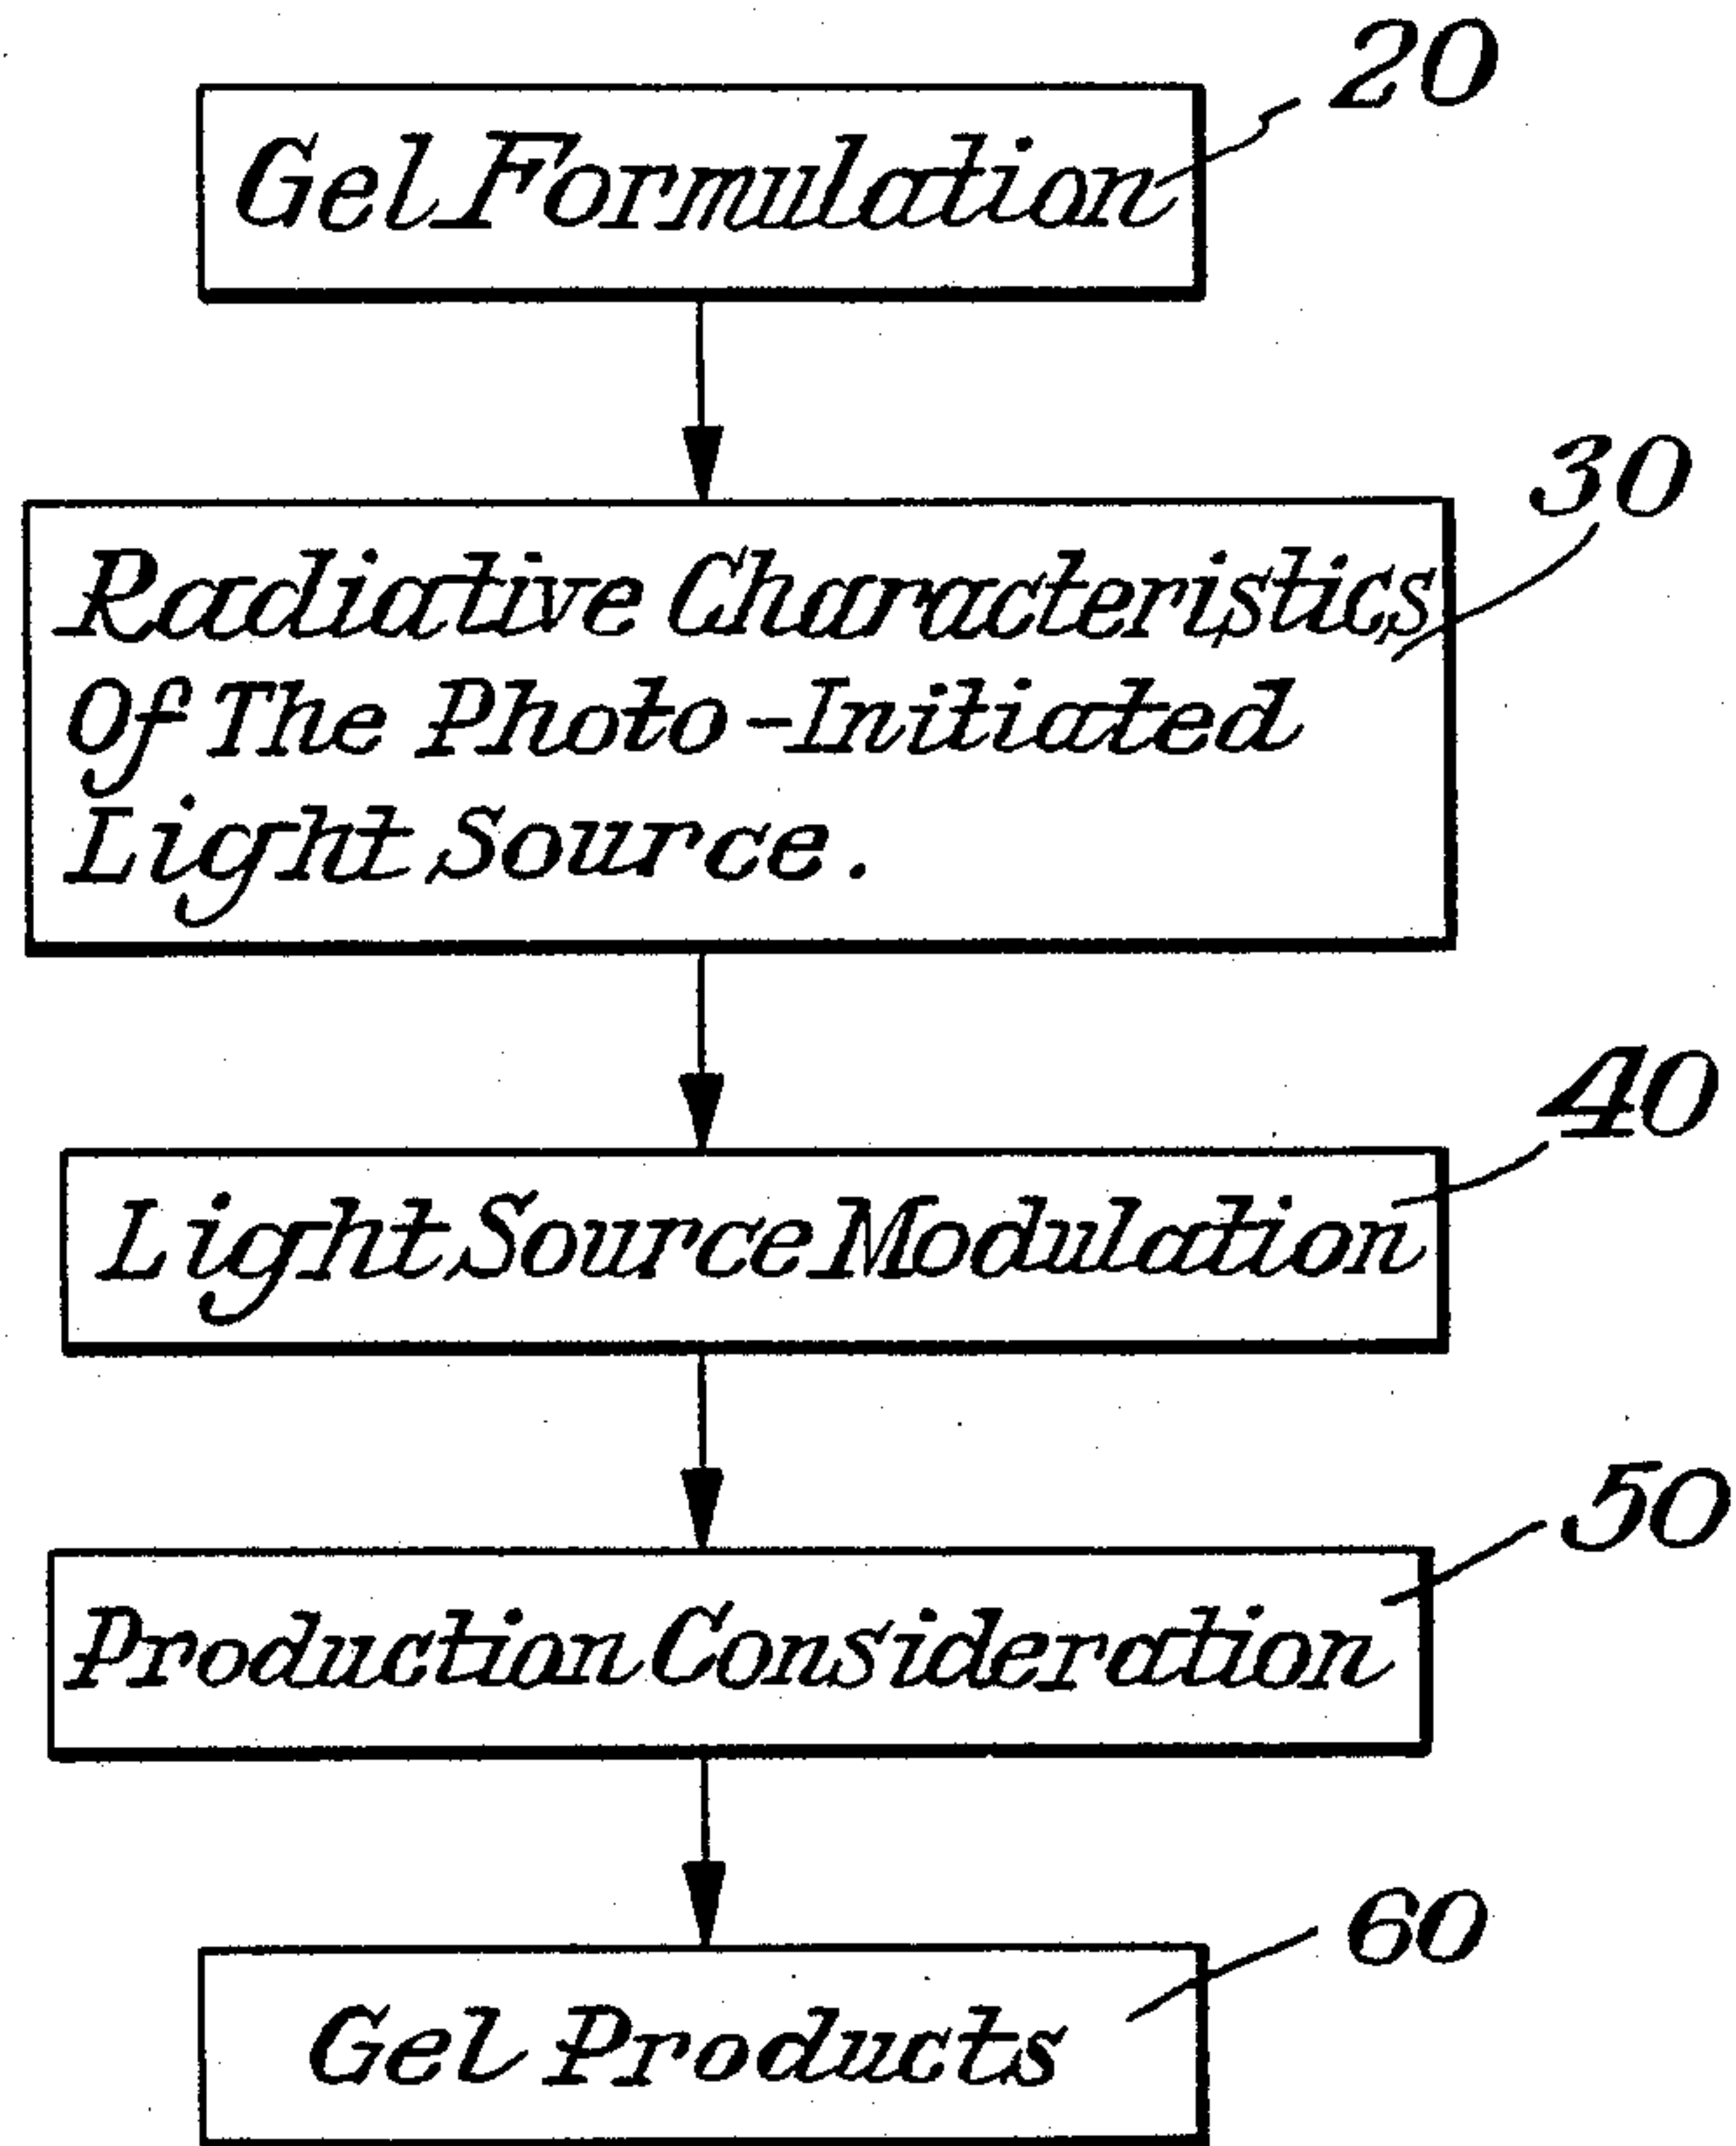 20
Gel Formulation
30
Radiative Characteristics
Of The Photo-Initiated
Light Source.
40
Light Source Modulation
50
Production Consideration
60
Gel Products